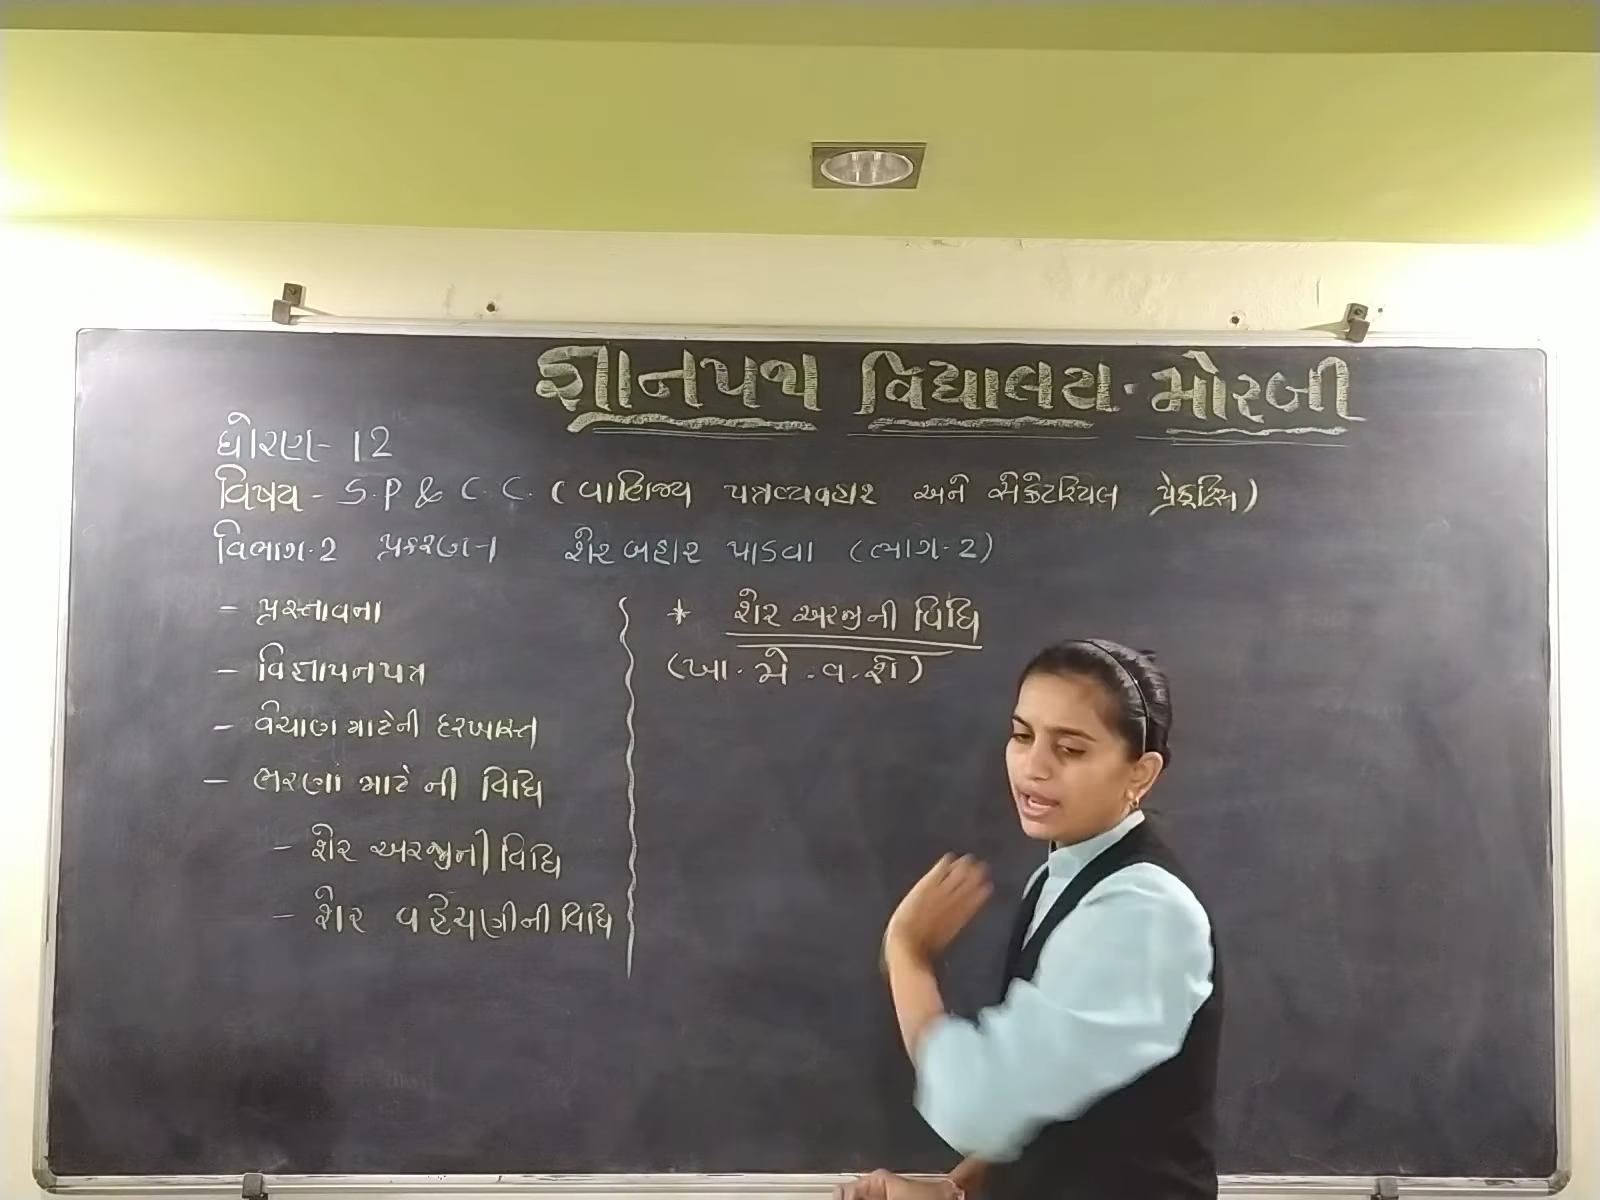 જ્ઞાનપથ વિદ્યાલય - મોરબી
ધોરણ - 12
વિષય - S.P & C.C. (વાણિજ્ય પત્રવ્યવહાર અને સેક્રેટરિયલ પ્રેક્ટિસ)
વિભાગ-2 પ્રકરણ-1 શેર બહાર પાડવા (ભાગ-2)
- પ્રસ્તાવના
- વિજ્ઞાપનપત્ર
- વેચાણ માટેની દરખાસ્ત
- ભરણાં માટે ની વિધિ
- શેર અરજીની વિધિ
- શેર વહેંચણીની વિધિ
* શેર અરજીની વિધિ
(ખા. મે. વ. શે)